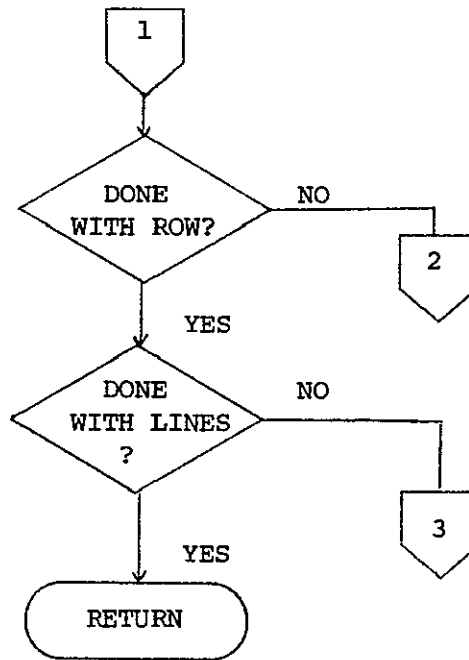 1
DONE
WITH ROW?
NO
2
YES
DONE
WITH LINES
?
NO
3
YES
RETURN